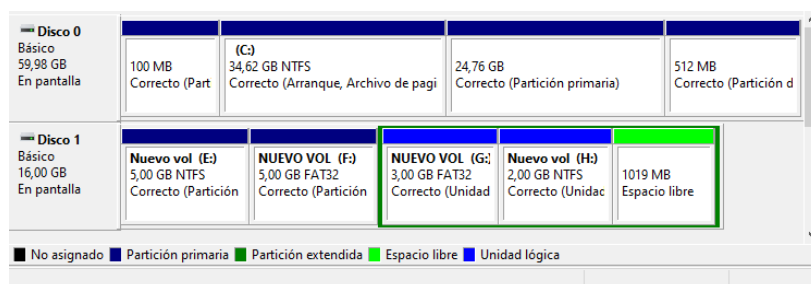 Disco 0
Básico
59,98 GB
En pantalla
100 MB
Correcto (Part
(C:)
34,62 GB NTFS
Correcto (Arranque, Archivo de pagi
24,76 GB
Correcto (Partición primaria)
512 MB
Correcto (Partición d
Disco 1
Básico
16,00 GB
En pantalla
Nuevo vol (E:)
5,00 GB NTFS
Correcto (Partición
NUEVO VOL (F:)
5,00 GB FAT32
Correcto (Partición
NUEVO VOL (G:)
3,00 GB FAT32
Correcto (Unidad
Nuevo vol (H:)
2,00 GB NTFS
Correcto (Unidac
1019 MB
Espacio libre
No asignado Partición primaria Partición extendida Espacio libre Unidad lógica